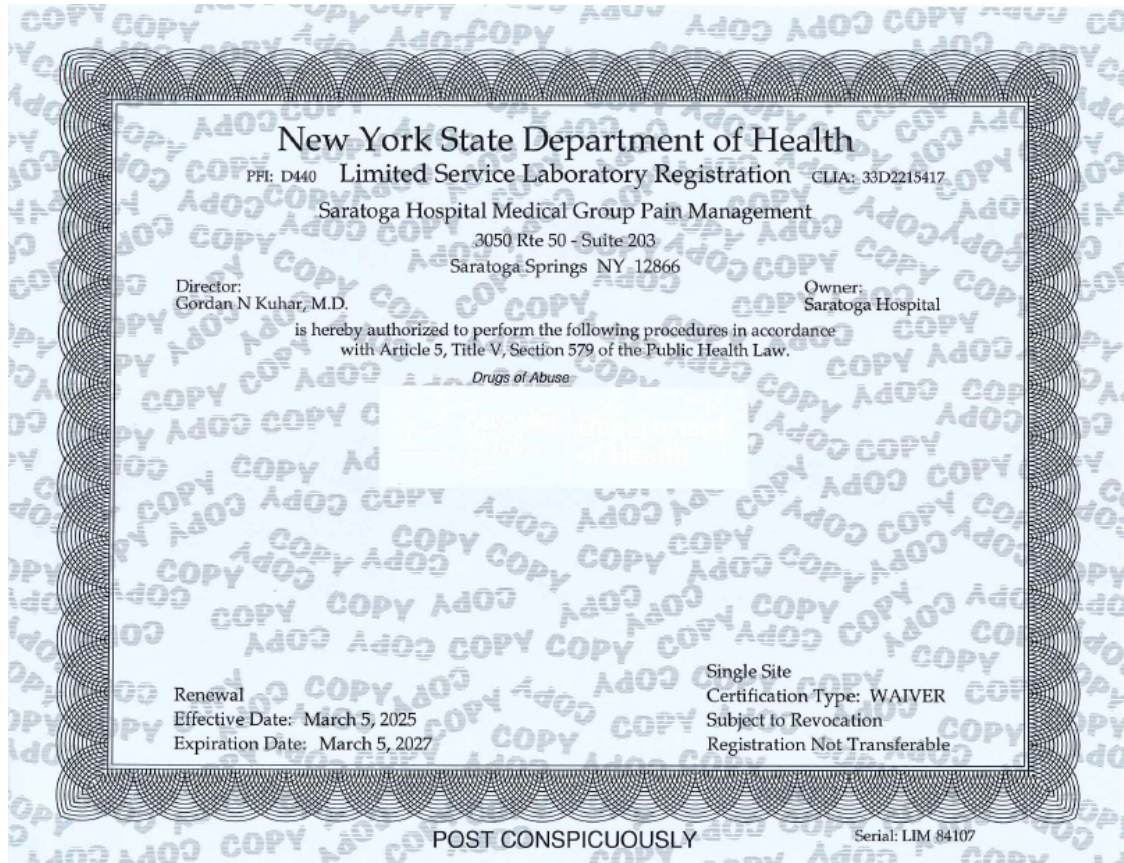 New York State Department of Health
PFI: D440 Limited Service Laboratory Registration CLIA: 33D2215417
Saratoga Hospital Medical Group Pain Management
3050 Rte 50 - Suite 203
Saratoga Springs NY 12866
Director:
Gordan N Kuhar, M.D.
Owner:
Saratoga Hospital
is hereby authorized to perform the following procedures in accordance
with Article 5, Title V, Section 579 of the Public Health Law.
Drugs of Abuse
Department
of Health
Renewal
Effective Date: March 5, 2025
Expiration Date: March 5, 2027
Single Site
Certification Type: WAIVER
Subject to Revocation
Registration Not Transferable
POST CONSPICUOUSLY
Serial: LIM 84107
COPY